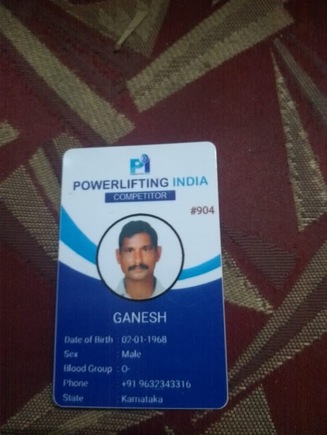 POWERLIFTING INDIA
COMPETITOR
#904
GANESH
Date of Birth : 02-01-1968
Sex : Male
Blood Group : O-
Phone : +91 9632343316
State : Karnataka